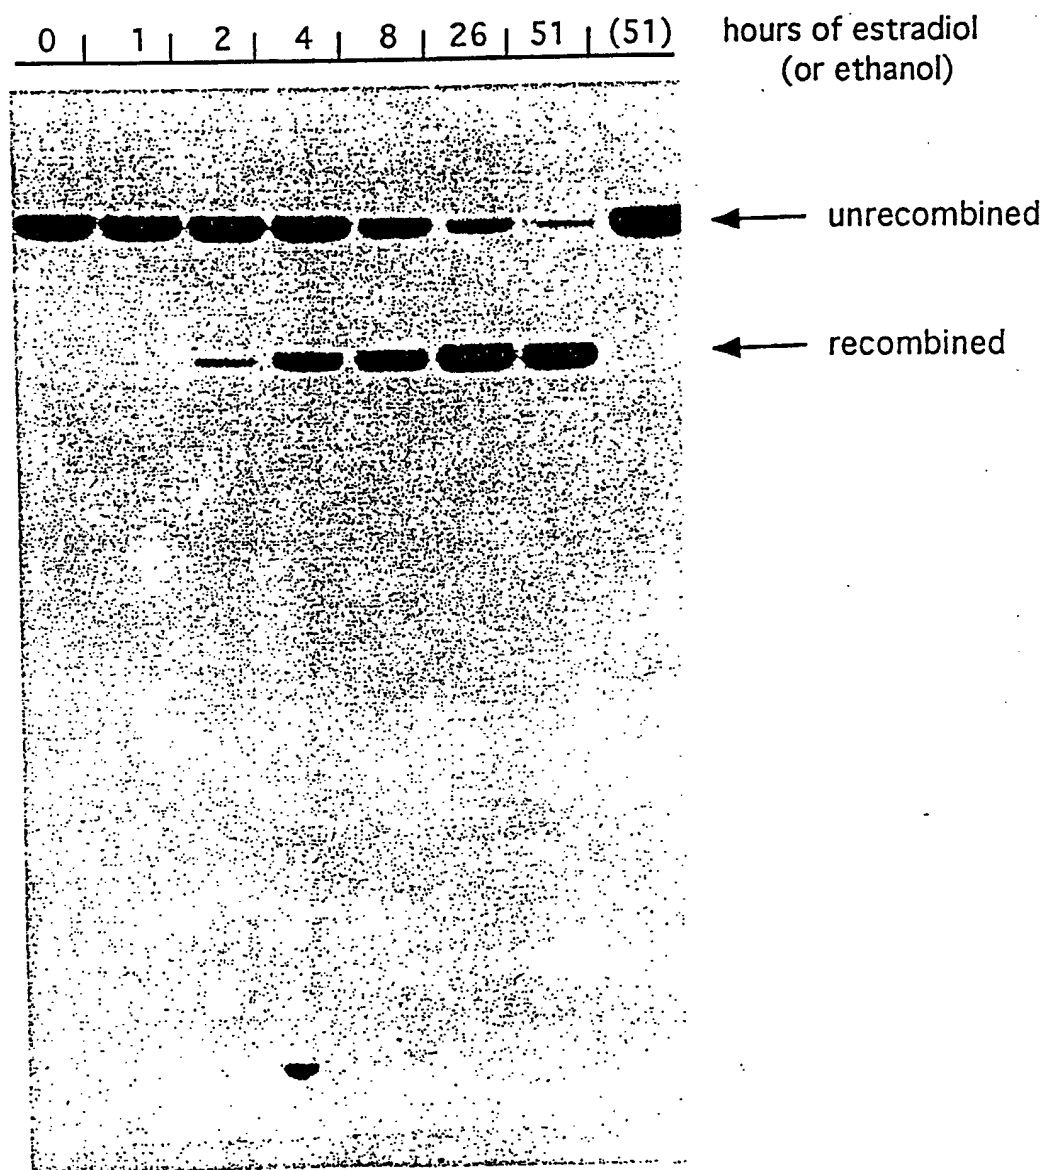 0 | 1 | 2 | 4 | 8 | 26 | 51 | (51)
hours of estradiol
(or ethanol)
unrecombined
recombined